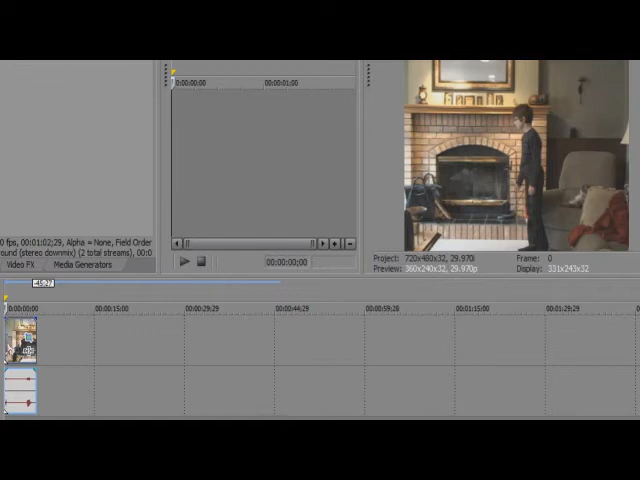 0:00:00;00
00:00:01;00
0 fps, 00:01:02;29, Alpha = None, Field Order
ound (stereo downmix) (2 total streams), 00:0
Video FX
Media Generators
00:00:00;00
Project: 720x480x32, 29.970i
Frame: 0
Preview: 360x240x32, 29.970p
Display: 331x243x32
-45:27
0:00:00;00
00:00:15;00
00:00:29;29
00:00:44;29
00:00:59;28
00:01:15;00
00:01:29;29